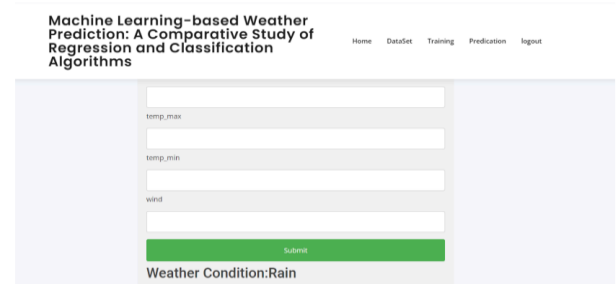 Machine Learning-based Weather
Prediction: A Comparative Study of
Regression and Classification
Algorithms
Home DataSet Training Predication logout
temp_max
temp_min
wind
Submit
Weather Condition:Rain